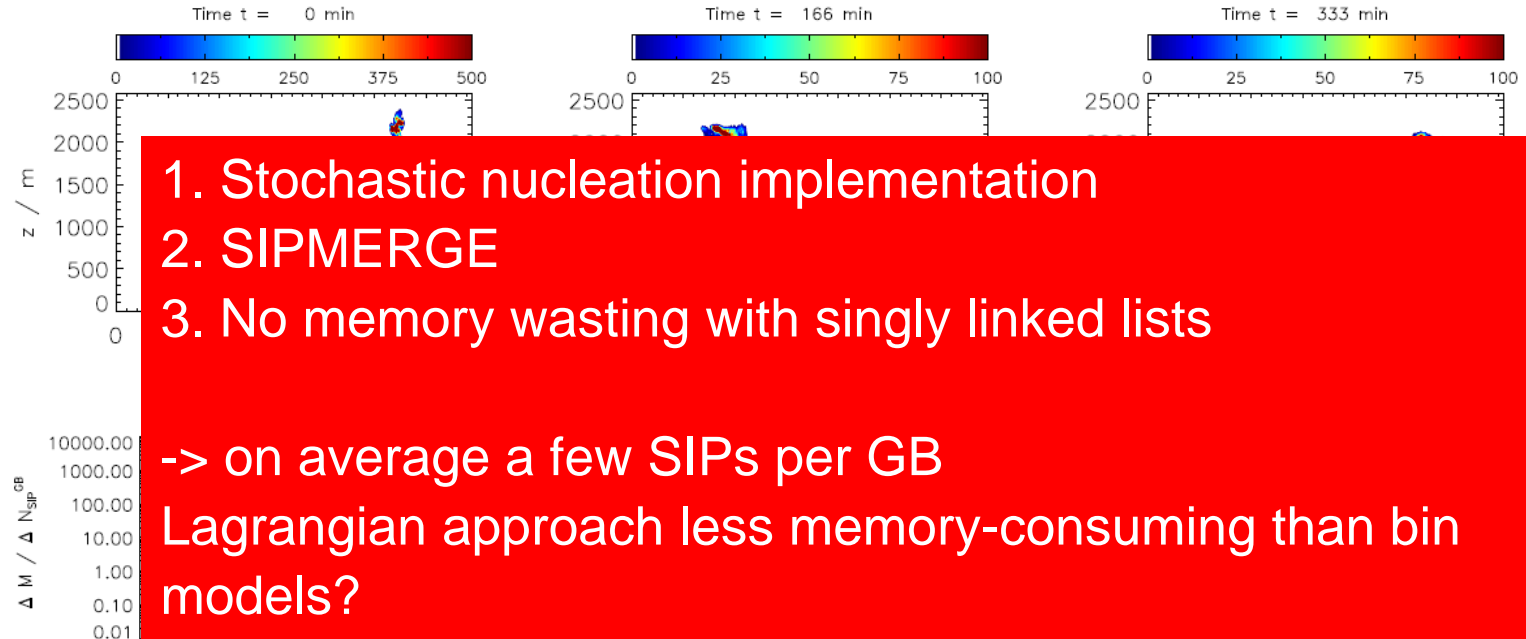 Time t = 0 min
Time t = 166 min
Time t = 333 min
0 125 250 375 500
0 25 50 75 100
0 25 50 75 100
2500
2500
2500
2000
z / m
1500
1000
500
0
0
1. Stochastic nucleation implementation
2. SIPMERGE
3. No memory wasting with singly linked lists
-> on average a few SIPs per GB
Lagrangian approach less memory-consuming than bin
models?
Δ M / Δ N_SIP^GB
10000.00
1000.00
100.00
10.00
1.00
0.10
0.01